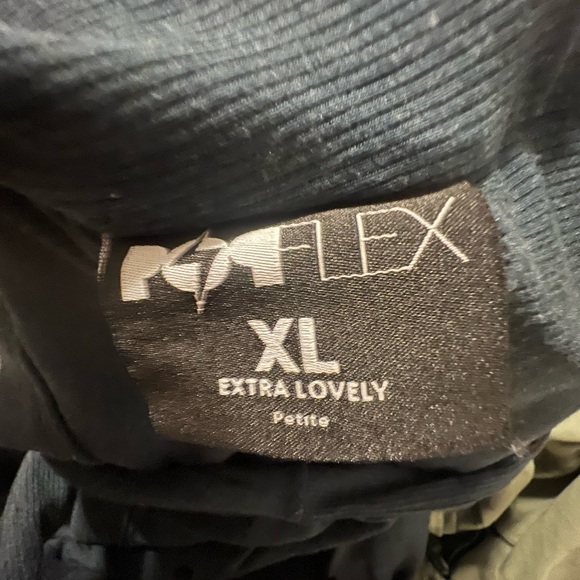 POPFLEX
XL
EXTRA LOVELY
Petite